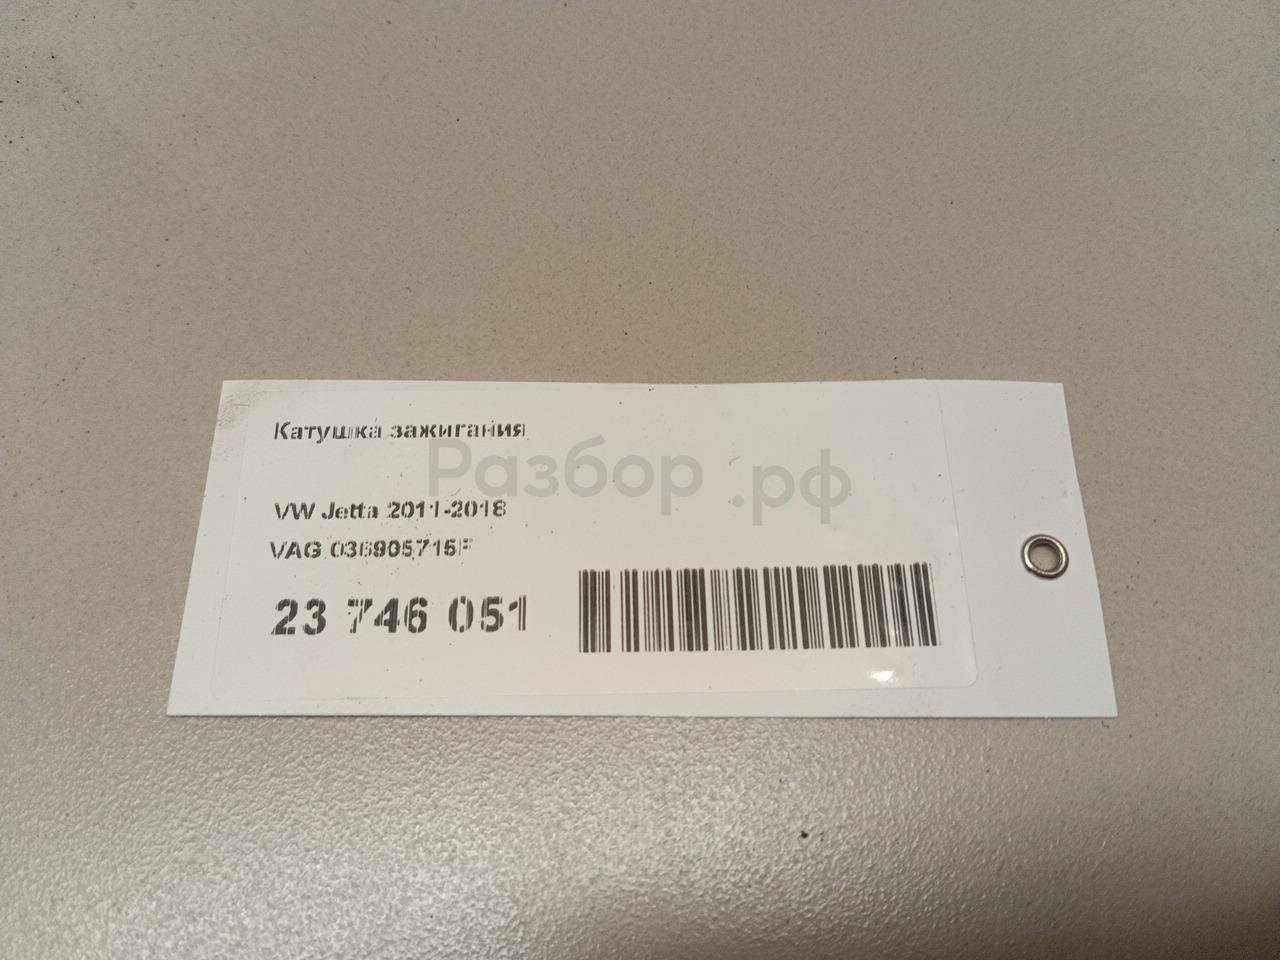 Катушка зажигания
Разбор.рф
VW Jetta 2011-2018
VAG 036905715F
23 746 051